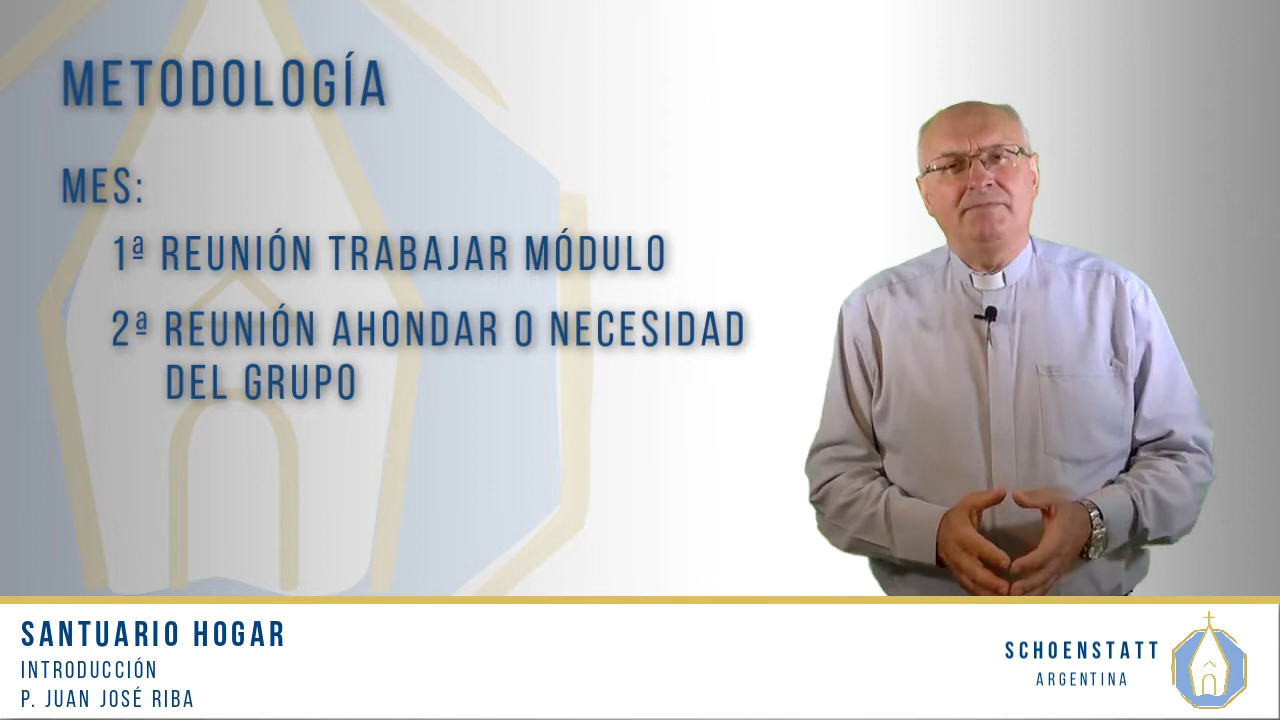 METODOLOGÍA
MES:
1ª REUNIÓN TRABAJAR MÓDULO
2ª REUNIÓN AHONDAR O NECESIDAD
DEL GRUPO
SANTUARIO HOGAR
INTRODUCCIÓN
P. JUAN JOSÉ RIBA
SCHOENSTATT
ARGENTINA